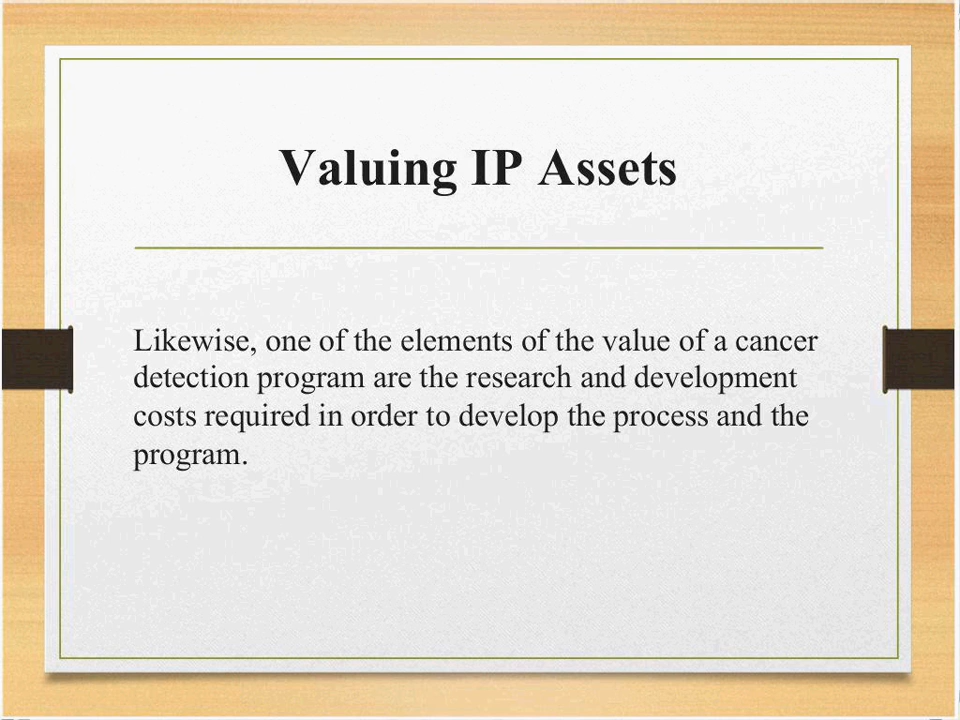 Valuing IP Assets
Likewise, one of the elements of the value of a cancer
detection program are the research and development
costs required in order to develop the process and the
program.